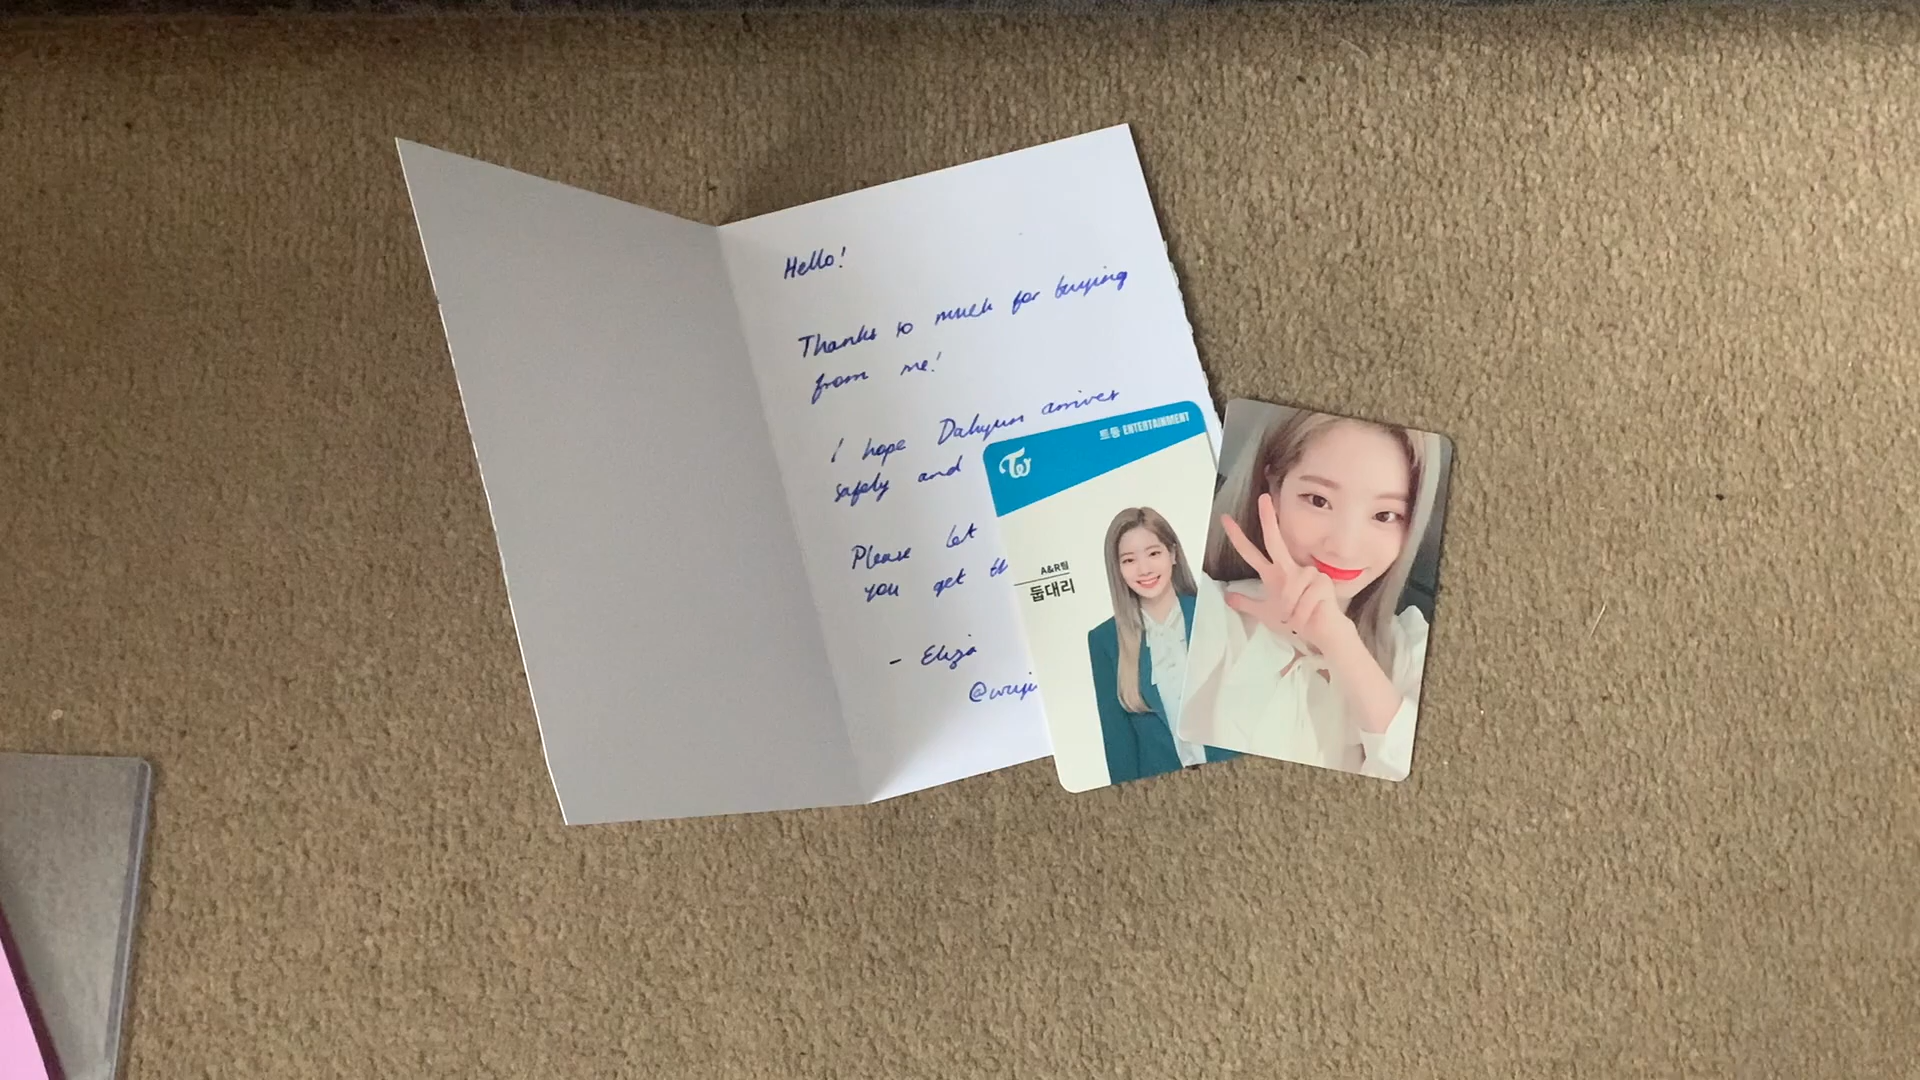 Hello!
Thanks so much for buying
from me!
I hope Dahyun arrives
safely and
Please let
you get
- Eliza
트둥 ENTERTAINMENT
A&R팀
둡대리